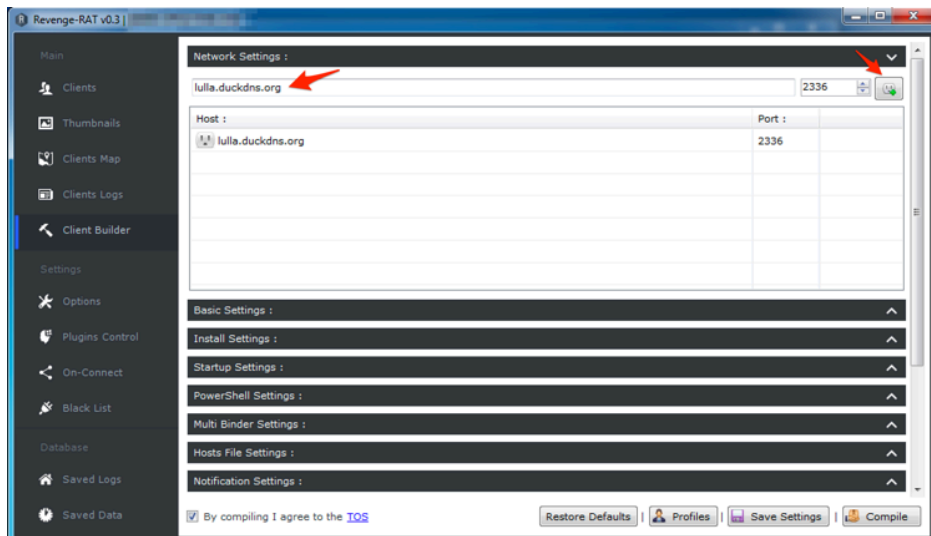 Revenge-RAT v0.3 |
Main
Clients
Thumbnails
Clients Map
Clients Logs
Client Builder
Settings
Options
Plugins Control
On-Connect
Black List
Database
Saved Logs
Saved Data
Network Settings :
lulla.duckdns.org 2336
Host : Port :
lulla.duckdns.org 2336
Basic Settings :
Install Settings :
Startup Settings :
PowerShell Settings :
Multi Binder Settings :
Hosts File Settings :
Notification Settings :
By compiling I agree to the TOS
Restore Defaults | Profiles | Save Settings | Compile